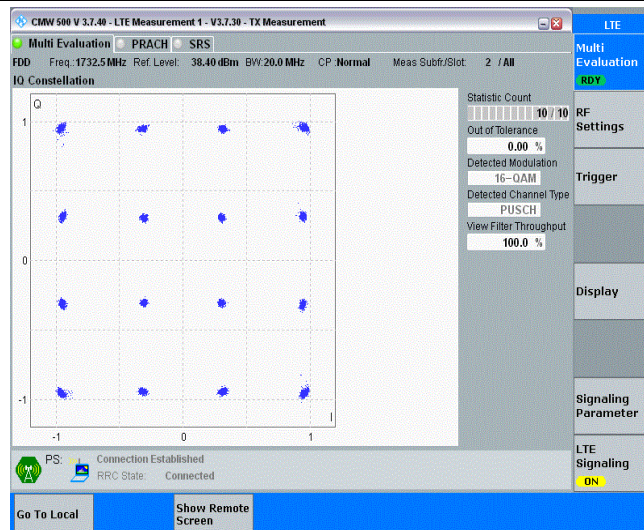 CMW 500 V 3.7.40 - LTE Measurement 1 - V3.7.30 - TX Measurement
LTE
Multi Evaluation PRACH SRS
FDD Freq.: 1732.5 MHz Ref. Level: 38.40 dBm BW: 20.0 MHz CP : Normal Meas Subfr/Slot: 2 / All
IQ Constellation
Q
1
0
-1
-1 0 1
I
Statistic Count
10 / 10
Out of Tolerance
0.00 %
Detected Modulation
16-QAM
Detected Channel Type
PUSCH
View Filter Throughput
100.0 %
Multi
Evaluation
RDY
RF
Settings
Trigger
Display
Signaling
Parameter
LTE
Signaling
ON
PS: Connection Established
RRC State: Connected
Go To Local
Show Remote
Screen